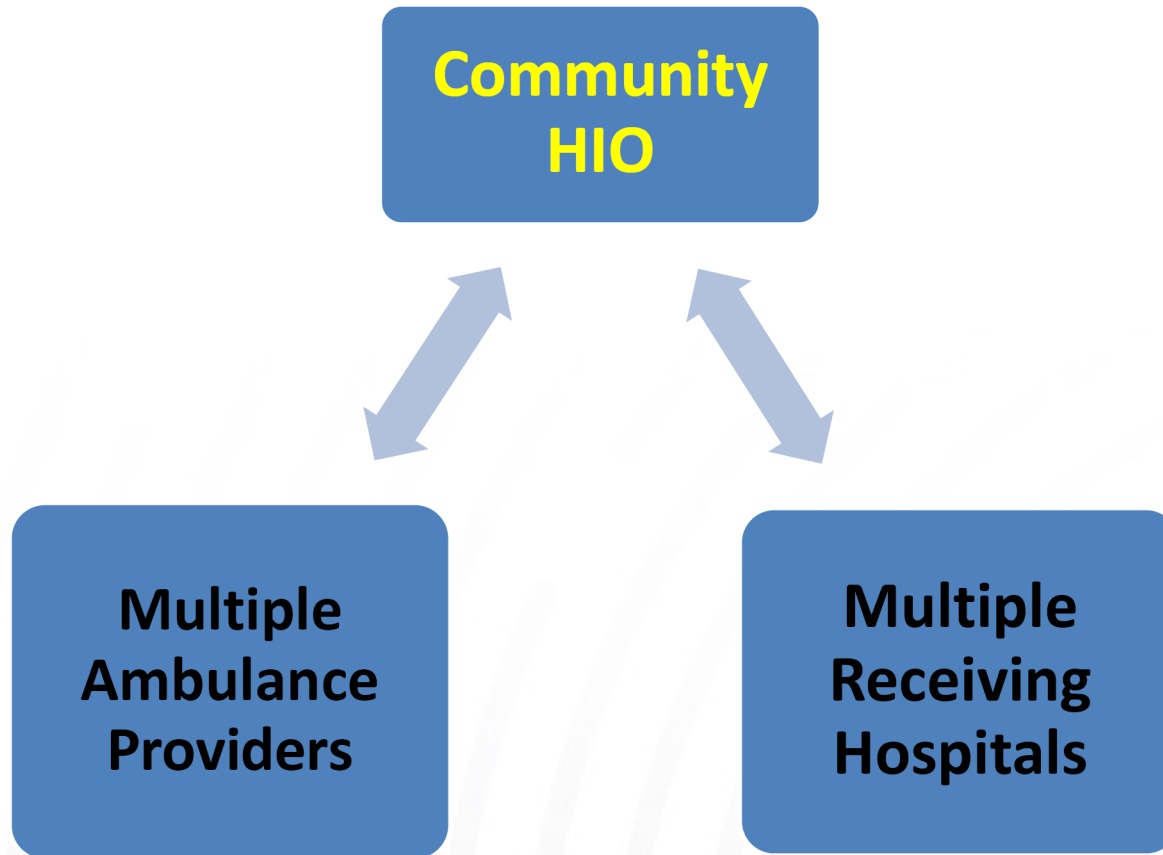 Community
HIO
Multiple
Ambulance
Providers
Multiple
Receiving
Hospitals